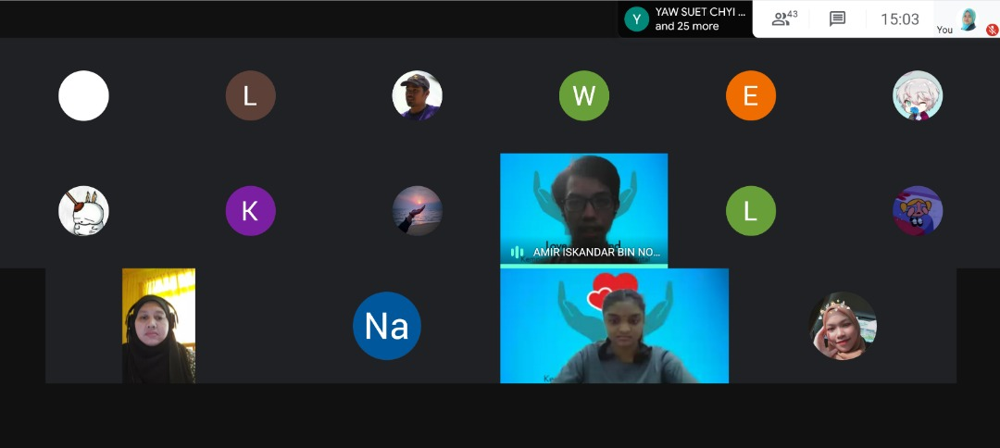 Y
YAW SUET CHYI ...
and 25 more
43
15:03
You
L
W
E
K
AMIR ISKANDAR BIN NO...
L
Na